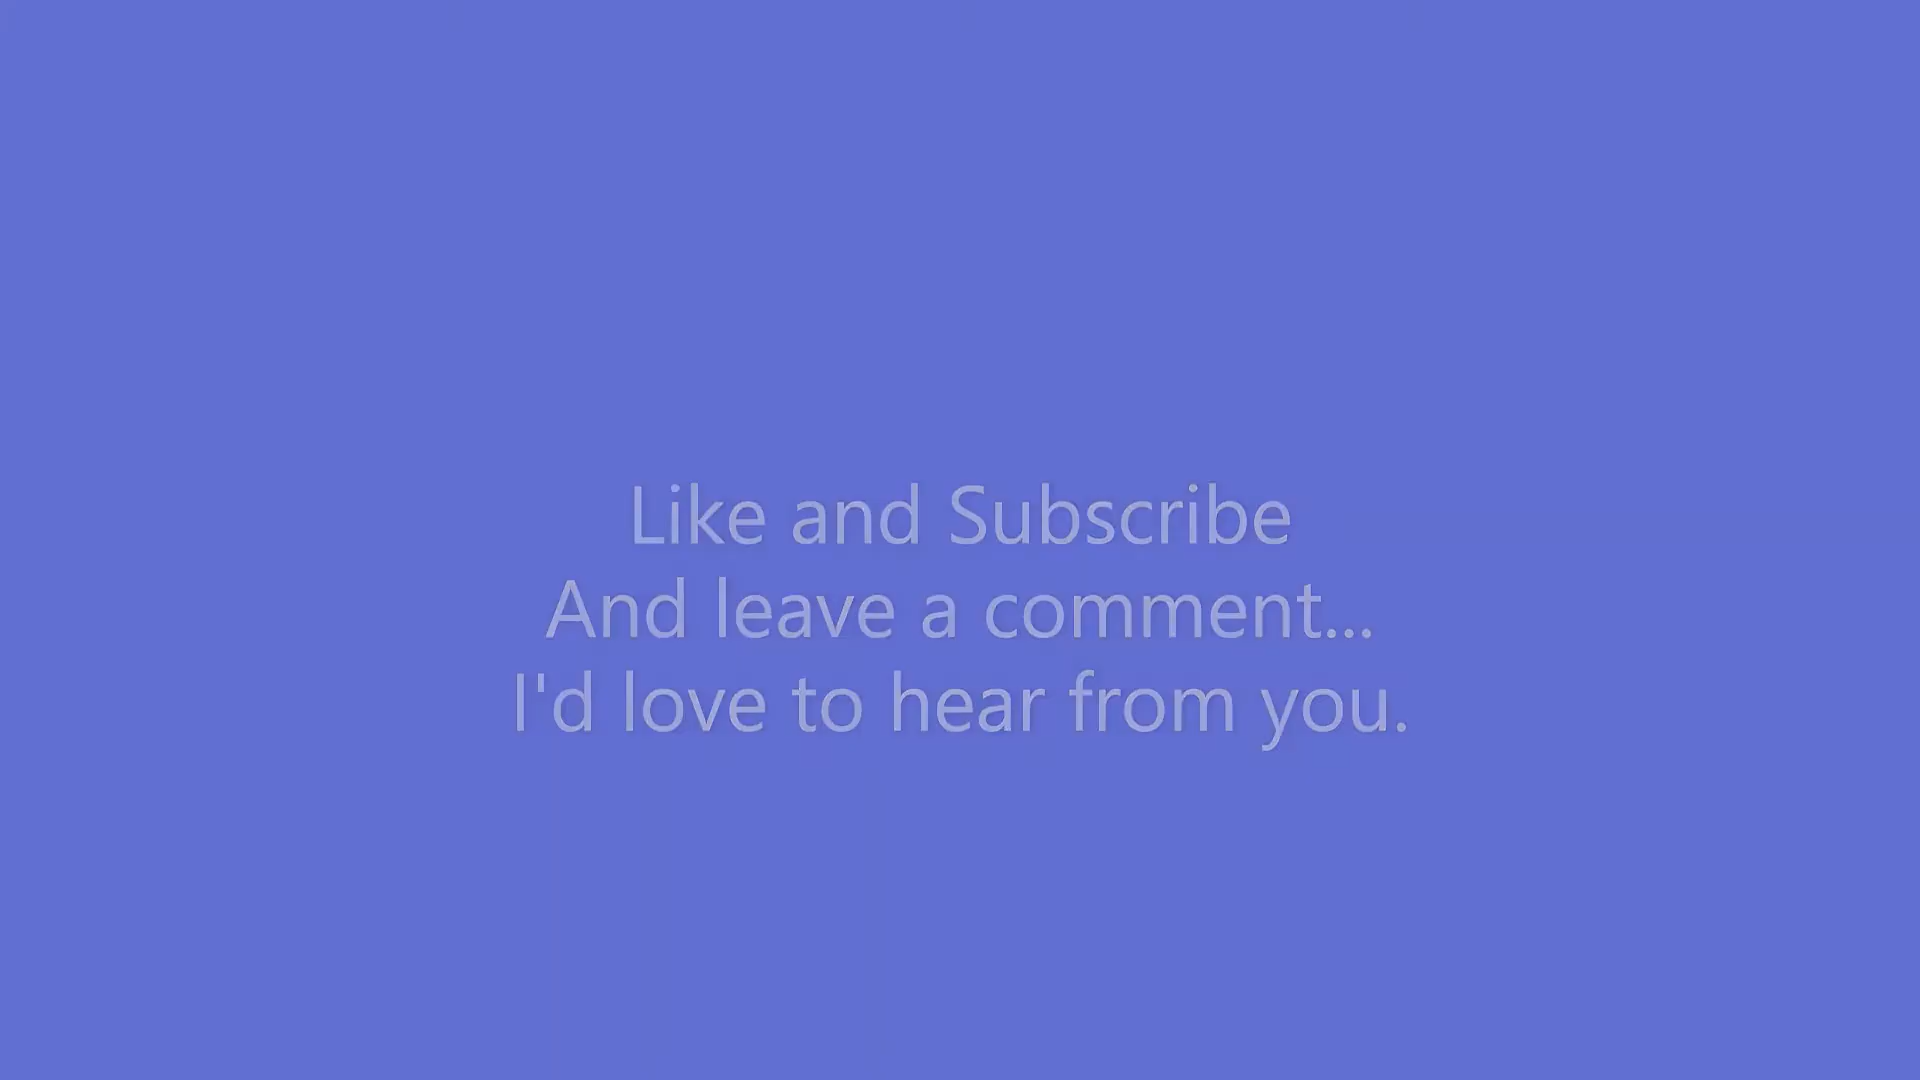 Like and Subscribe
And leave a comment...
I'd love to hear from you.